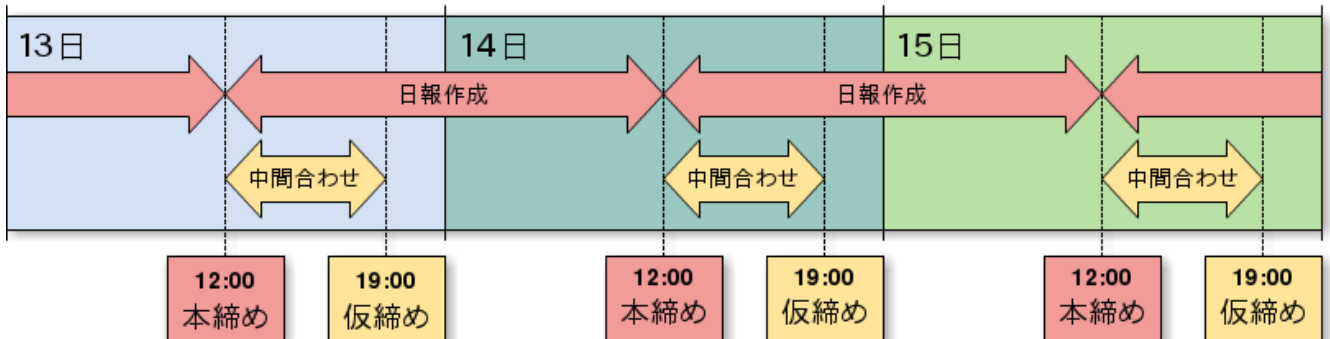 13日
14日
15日
日報作成
日報作成
中間合わせ
中間合わせ
中間合わせ
12:00
本締め
19:00
仮締め
12:00
本締め
19:00
仮締め
12:00
本締め
19:00
仮締め